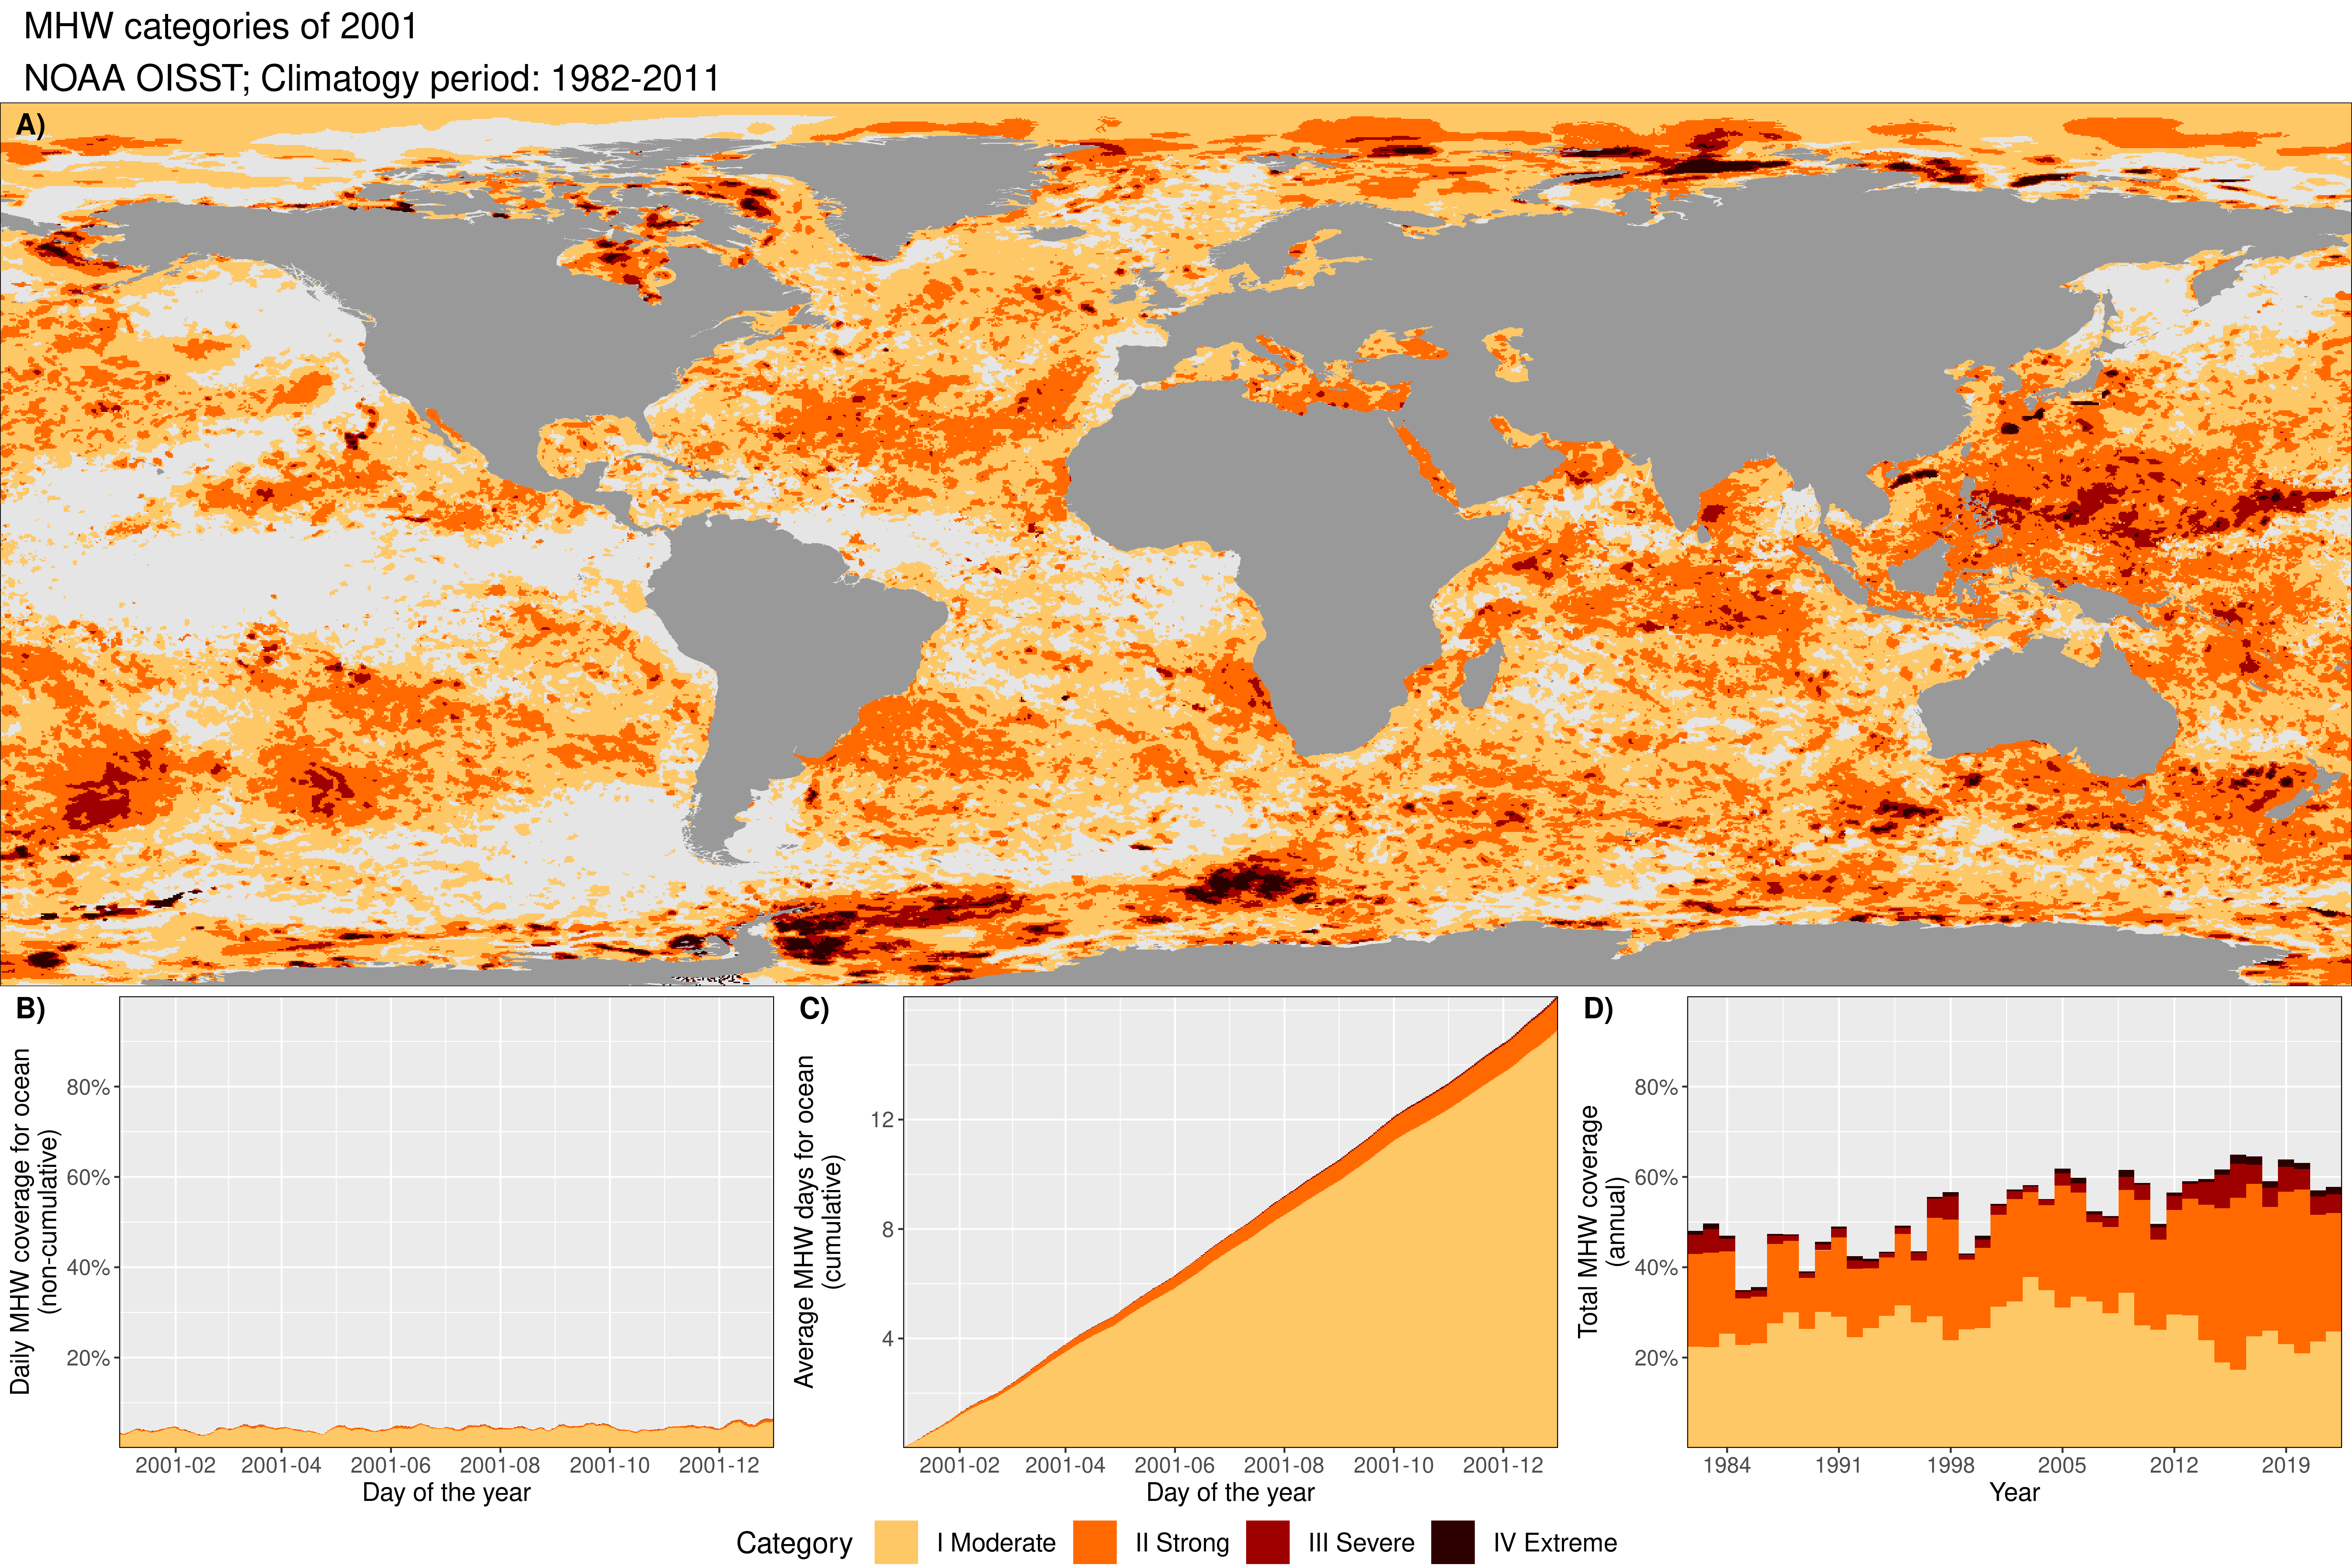 MHW categories of 2001
NOAA OISST; Climatogy period: 1982-2011
A)
B)
Daily MHW coverage for ocean
(non-cumulative)
80%
60%
40%
20%
2001-02 2001-04 2001-06 2001-08 2001-10 2001-12
Day of the year
C)
Average MHW days for ocean
(cumulative)
12
8
4
2001-02 2001-04 2001-06 2001-08 2001-10 2001-12
Day of the year
D)
Total MHW coverage
(annual)
80%
60%
40%
20%
1984 1991 1998 2005 2012 2019
Year
Category I Moderate II Strong III Severe IV Extreme